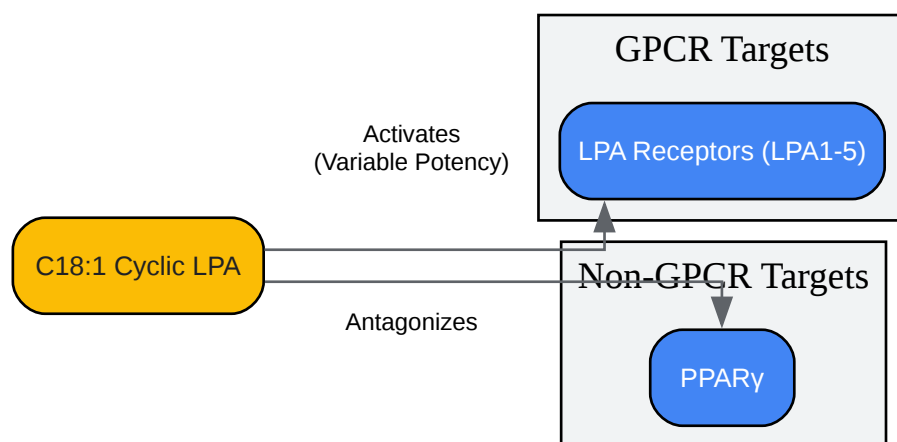 GPCR Targets
LPA Receptors (LPA1-5)
Activates
(Variable Potency)
C18:1 Cyclic LPA
Non-GPCR Targets
Antagonizes
PPARγ